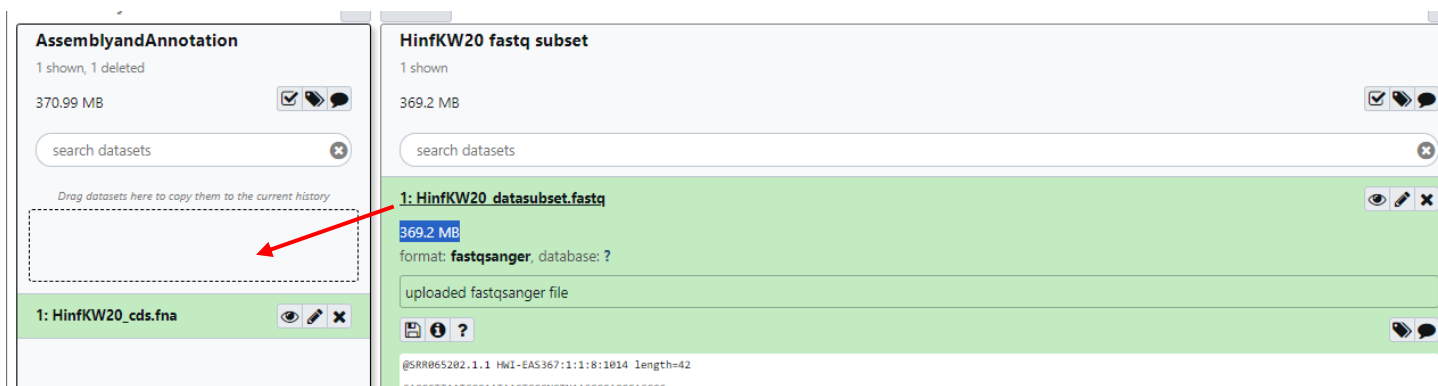 AssemblyandAnnotation
1 shown, 1 deleted
370.99 MB
search datasets
Drag datasets here to copy them to the current history
1: HinfKW20_cds.fna
HinfKW20 fastq subset
1 shown
369.2 MB
search datasets
1: HinfKW20_datasubset.fastq
369.2 MB
format: fastqsanger, database: ?
uploaded fastqsanger file
@SRR065202.1.1 HWI-EAS367:1:1:8:1014 length=42